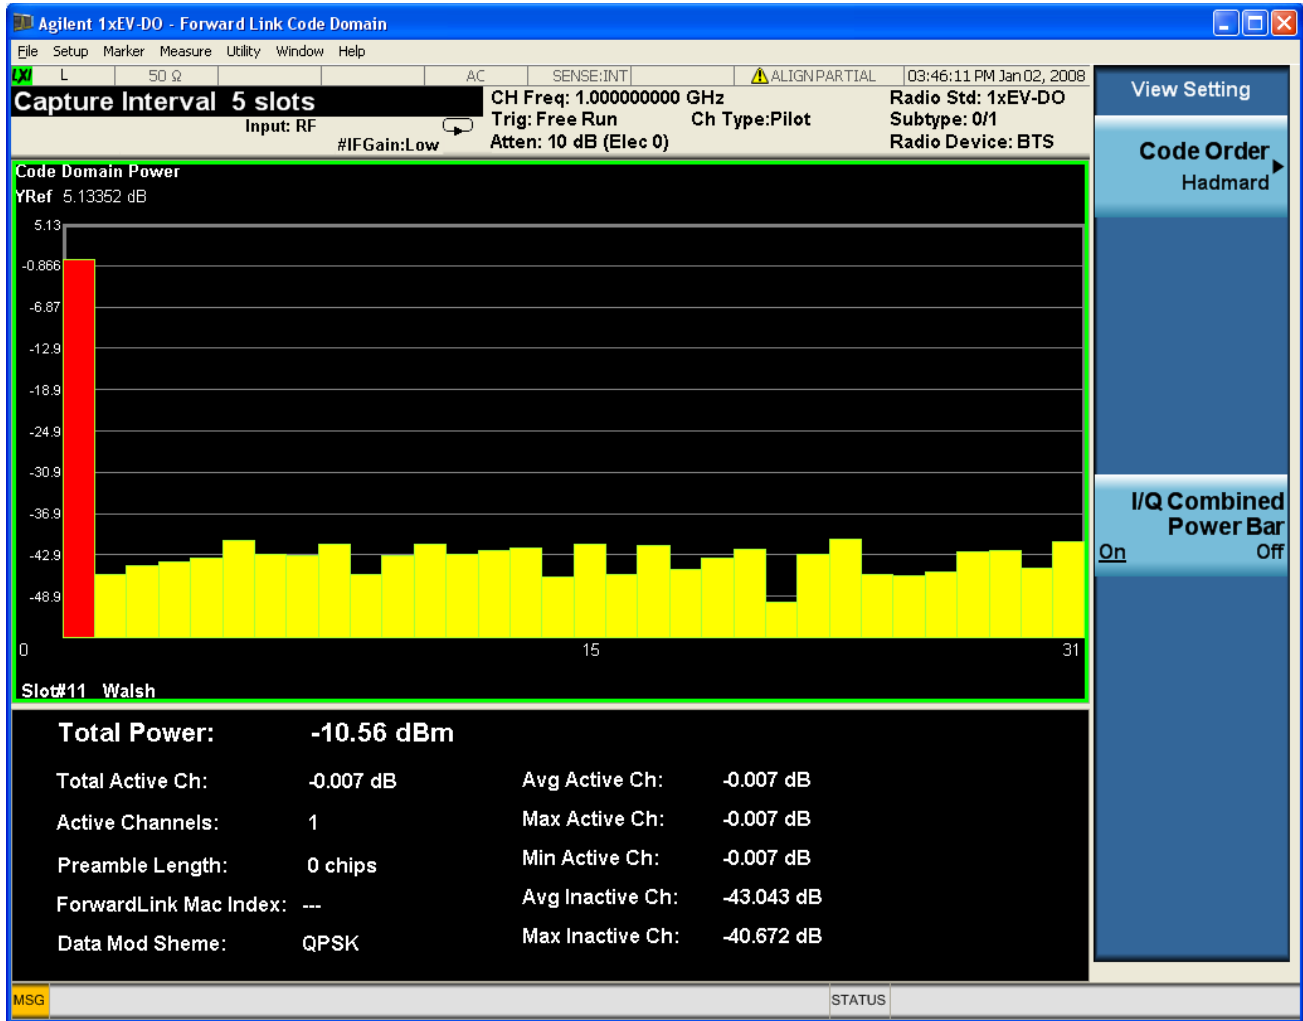 Agilent 1xEV-DO - Forward Link Code Domain
File Setup Marker Measure Utility Window Help
LXI L 50 Ω AC SENSE:INT ALIGN PARTIAL 03:46:11 PM Jan 02, 2008
Capture Interval 5 slots
Input: RF
#IFGain:Low
CH Freq: 1.000000000 GHz
Trig: Free Run Ch Type:Pilot
Atten: 10 dB (Elec 0)
Radio Std: 1xEV-DO
Subtype: 0/1
Radio Device: BTS
Code Domain Power
YRef 5.13352 dB
5.13
-0.866
-6.87
-12.9
-18.9
-24.9
-30.9
-36.9
-42.9
-48.9
0 15 31
Slot#11 Walsh
Total Power: -10.56 dBm
Total Active Ch: -0.007 dB
Active Channels: 1
Preamble Length: 0 chips
ForwardLink Mac Index: ---
Data Mod Sheme: QPSK
Avg Active Ch: -0.007 dB
Max Active Ch: -0.007 dB
Min Active Ch: -0.007 dB
Avg Inactive Ch: -43.043 dB
Max Inactive Ch: -40.672 dB
View Setting
Code Order
Hadmard
I/Q Combined
Power Bar
On Off
MSG STATUS